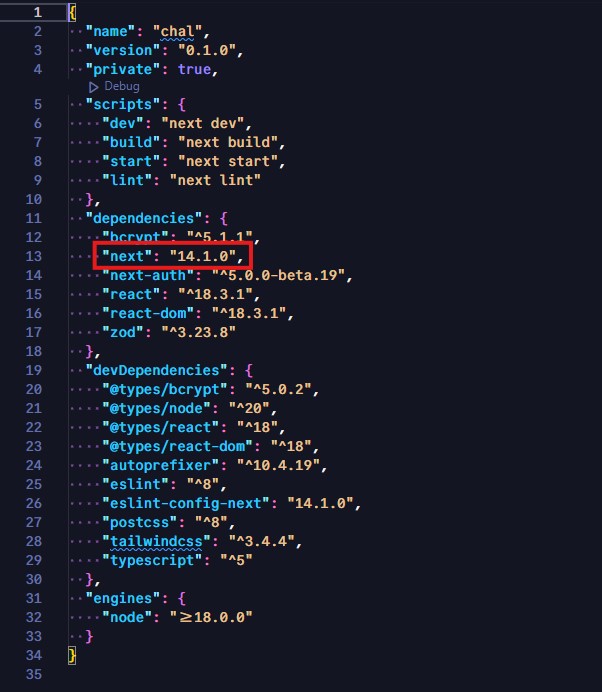 1 {
2 "name": "chal",
3 "version": "0.1.0",
4 "private": true,
Debug
5 "scripts": {
6 "dev": "next dev",
7 "build": "next build",
8 "start": "next start",
9 "lint": "next lint"
10 },
11 "dependencies": {
12 "bcrypt": "^5.1.1",
13 "next": "14.1.0",
14 "next-auth": "^5.0.0-beta.19",
15 "react": "^18.3.1",
16 "react-dom": "^18.3.1",
17 "zod": "^3.23.8"
18 },
19 "devDependencies": {
20 "@types/bcrypt": "^5.0.2",
21 "@types/node": "^20",
22 "@types/react": "^18",
23 "@types/react-dom": "^18",
24 "autoprefixer": "^10.4.19",
25 "eslint": "^8",
26 "eslint-config-next": "14.1.0",
27 "postcss": "^8",
28 "tailwindcss": "^3.4.4",
29 "typescript": "^5"
30 },
31 "engines": {
32 "node": "≥18.0.0"
33 }
34 }
35